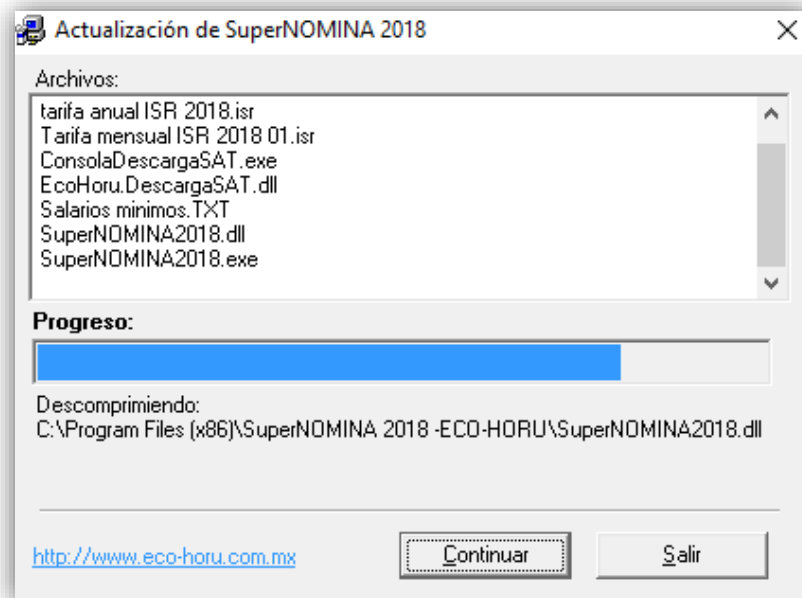 Actualización de SuperNOMINA 2018
Archivos:
tarifa anual ISR 2018.isr
Tarifa mensual ISR 2018 01.isr
ConsolaDescargaSAT.exe
EcoHoru.DescargaSAT.dll
Salarios minimos.TXT
SuperNOMINA2018.dll
SuperNOMINA2018.exe
Progreso:
Descomprimiendo:
C:\Program Files (x86)\SuperNOMINA 2018 -ECO-HORU\SuperNOMINA2018.dll
http://www.eco-horu.com.mx
Continuar
Salir